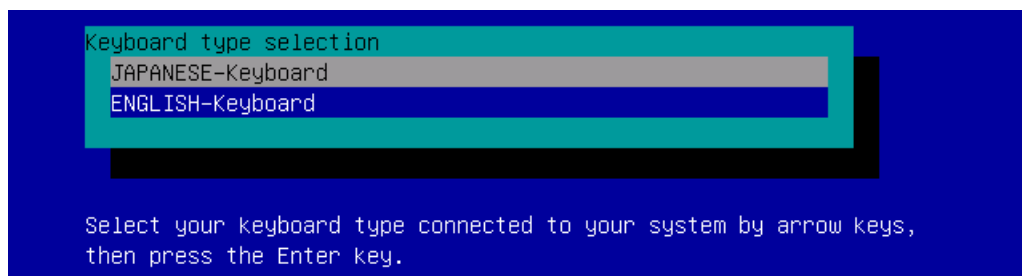 Keyboard type selection
JAPANESE-Keyboard
ENGLISH-Keyboard
Select your keyboard type connected to your system by arrow keys,
then press the Enter key.